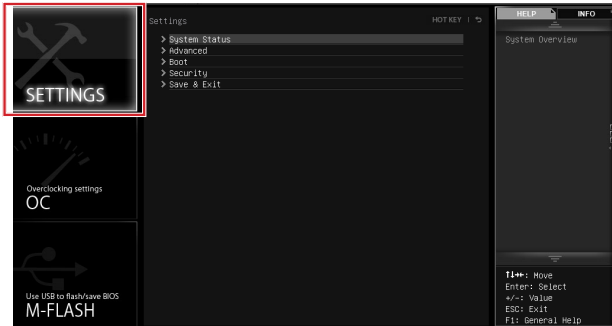 SETTINGS
Overclocking settings
OC
Use USB to flash/save BIOS
M-FLASH
Settings
HOT KEY |
> System Status
> Advanced
> Boot
> Security
> Save & Exit
HELP
INFO
System Overview
↑↓→←: Move
Enter: Select
+/-: Value
ESC: Exit
F1: General Help